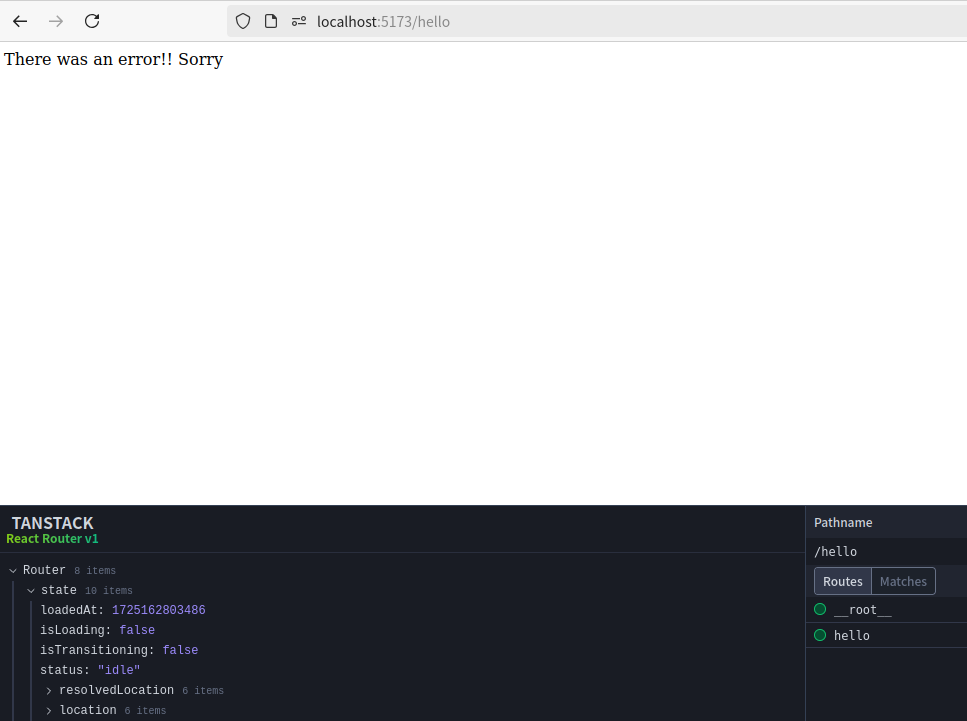 localhost:5173/hello
There was an error!! Sorry
TANSTACK
React Router v1
Router 8 items
state 10 items
loadedAt: 1725162803486
isLoading: false
isTransitioning: false
status: "idle"
resolvedLocation 6 items
location 6 items
Pathname
/hello
Routes Matches
__root__
hello